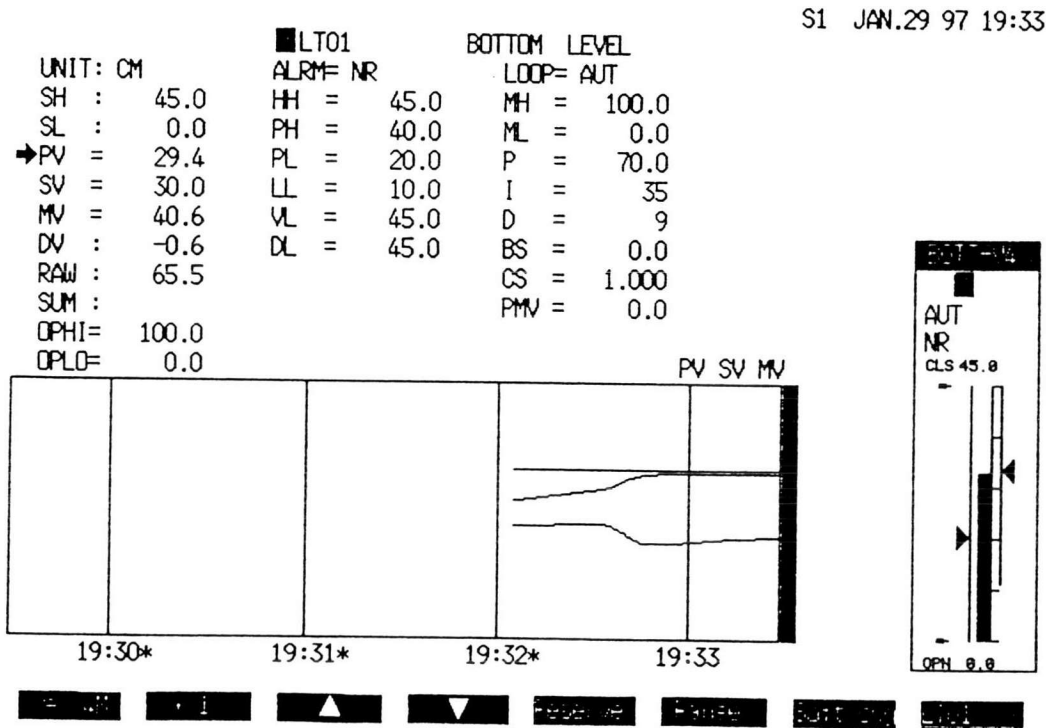 S1 JAN.29 97 19:33
LT01 BOTTOM LEVEL
UNIT: CM ALRM= NR LOOP= AUT
SH : 45.0 HH = 45.0 MH = 100.0
SL : 0.0 PH = 40.0 ML = 0.0
PV = 29.4 PL = 20.0 P = 70.0
SV = 30.0 LL = 10.0 I = 35
MV = 40.6 VL = 45.0 D = 9
DV : -0.6 DL = 45.0 BS = 0.0
RAW : 65.5 CS = 1.000
SUM : PMV = 0.0
OPHI= 100.0
OPLO= 0.0
PV SV MV
19:30* 19:31* 19:32* 19:33
AUT
NR
CLS 45.0
OPN 0.0